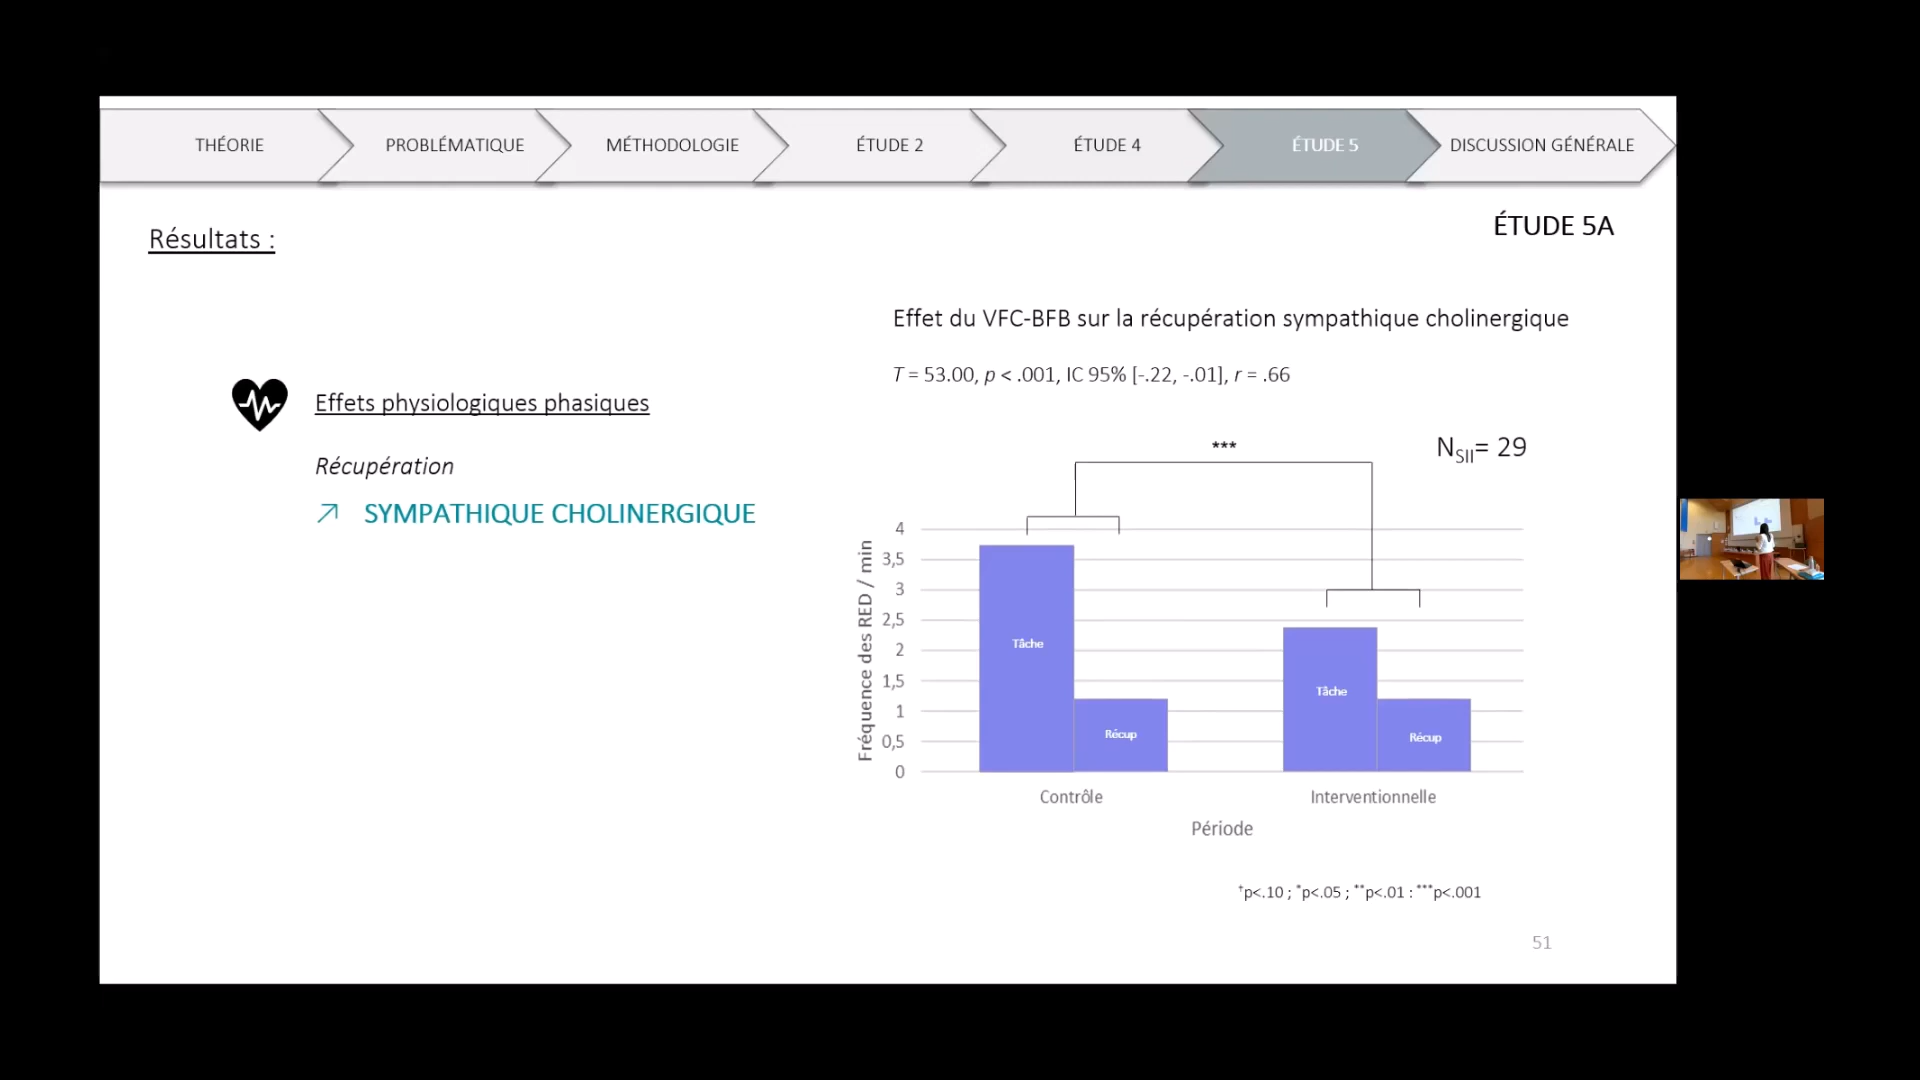 THÉORIE
PROBLÉMATIQUE
MÉTHODOLOGIE
ÉTUDE 2
ÉTUDE 4
ÉTUDE 5
DISCUSSION GÉNÉRALE
Résultats :
ÉTUDE 5A
Effet du VFC-BFB sur la récupération sympathique cholinergique
T = 53.00, p < .001, IC 95% [-.22, -.01], r = .66
Effets physiologiques phasiques
Récupération
↗ SYMPATHIQUE CHOLINERGIQUE
***
NSII= 29
Fréquence des RED / min
4
3,5
3
2,5
2
1,5
1
0,5
0
Tâche
Récup
Tâche
Récup
Contrôle
Interventionnelle
Période
†p<.10 ; *p<.05 ; **p<.01 : ***p<.001
51